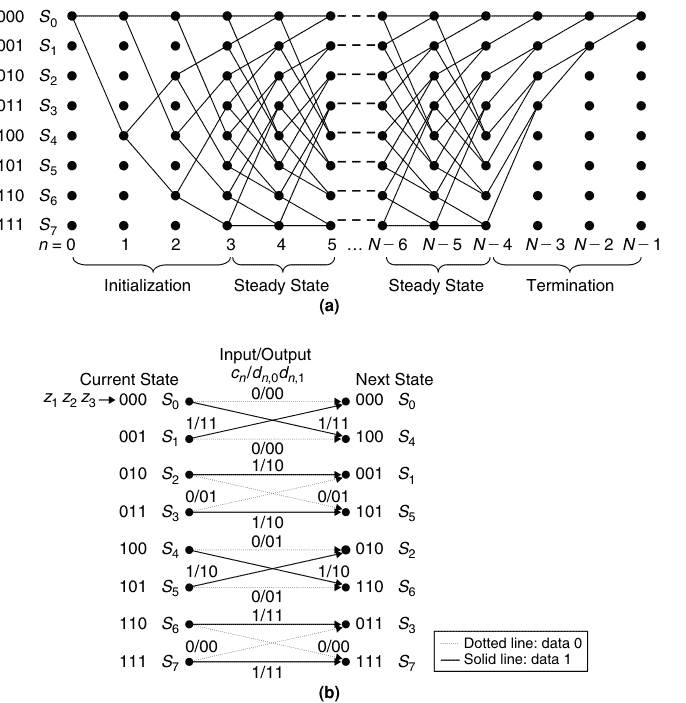 000 S0
001 S1
010 S2
011 S3
100 S4
101 S5
110 S6
111 S7
n = 0 1 2 3 4 5 ... N – 6 N – 5 N – 4 N – 3 N – 2 N – 1
Initialization Steady State Steady State Termination
(a)
Input/Output
Current State cn/dn,0dn,1 Next State
z1 z2 z3 000 S0 0/00 000 S0
1/11 1/11
001 S1 0/00 100 S4
010 S2 1/10 001 S1
0/01 0/01
011 S3 1/10 101 S5
100 S4 0/01 010 S2
1/10 1/10
101 S5 0/01 110 S6
110 S6 1/11 011 S3
0/00 0/00
111 S7 1/11 111 S7
Dotted line: data 0
Solid line: data 1
(b)